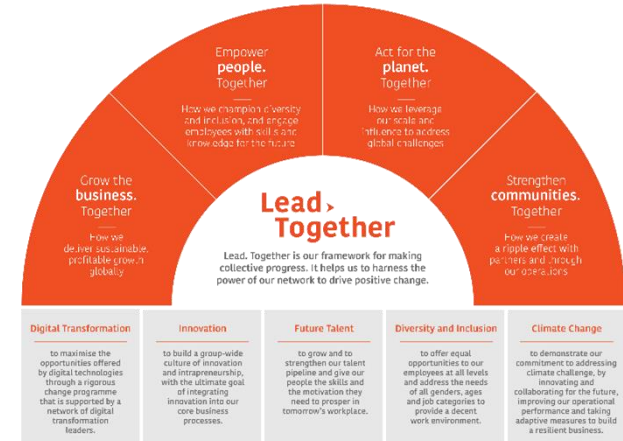 Grow the
business.
Together
How we
deliver sustainable,
profitable growth
globally
Empower
people.
Together
How we champion diversity
and inclusion, and engage
employees with skills and
knowledge for the future
Act for the
planet.
Together
How we leverage
our scale and
influence to address
global challenges
Strengthen
communities.
Together
How we create
a ripple effect with
partners and through
our operations
Lead
Together
Lead. Together is our framework for making
collective progress. It helps us to harness the
power of our network to drive positive change.
Digital Transformation
to maximise the
opportunities offered
by digital technologies
through a rigorous
change programme
that is supported by a
network of digital
transformation
leaders.
Innovation
to build a group-wide
culture of innovation
and intrapreneurship,
with the ultimate goal
of integrating
innovation into our
core business
processes.
Future Talent
to grow and to
strengthen our talent
pipeline and give our
people the skills and
the motivation they
need to prosper in
tomorrow's workplace.
Diversity and Inclusion
to offer equal
opportunities to our
employees at all levels
and address the needs
of all genders, ages
and job categories to
provide a decent
work environment.
Climate Change
to demonstrate our
commitment to addressing
climate challenge, by
innovating and
collaborating for the future,
improving our operational
performance and taking
adaptive measures to build
a resilient business.